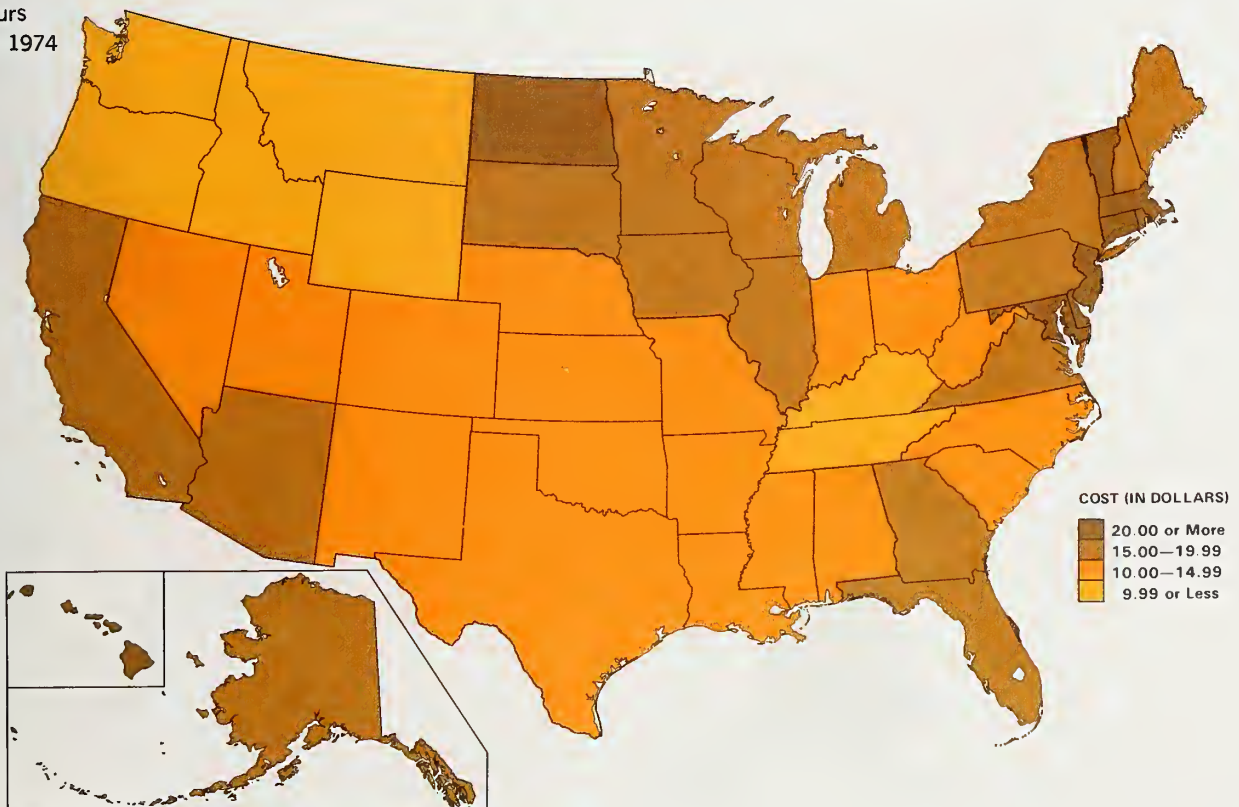 urs
1974
COST (IN DOLLARS)
20.00 or More
15.00—19.99
10.00—14.99
9.99 or Less